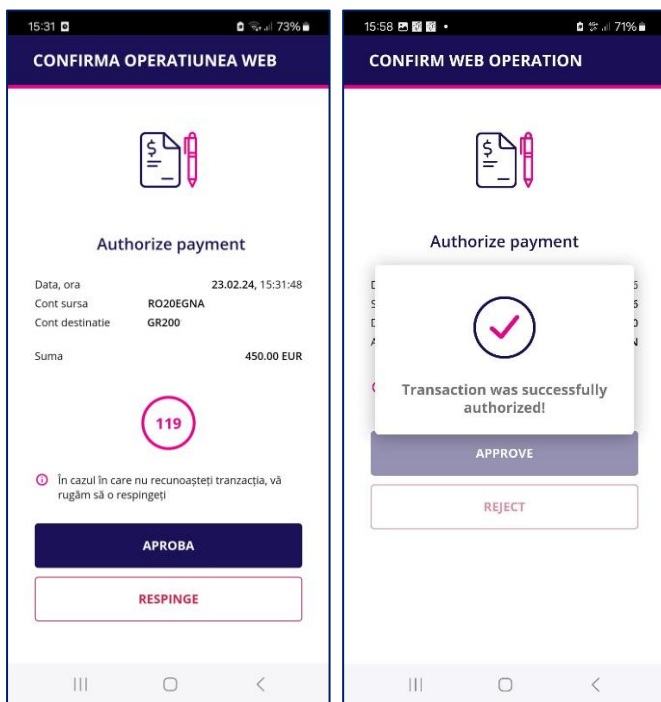 15:31
73%
CONFIRMA OPERATIUNEA WEB
$
Authorize payment
Data, ora 23.02.24, 15:31:48
Cont sursa RO20EGNA
Cont destinatie GR200
Suma 450.00 EUR
119
În cazul în care nu recunoașteți tranzacția, vă
rugăm să o respingeți
APROBA
RESPINGE
15:58
71%
CONFIRM WEB OPERATION
$
Authorize payment
Transaction was successfully
authorized!
APPROVE
REJECT